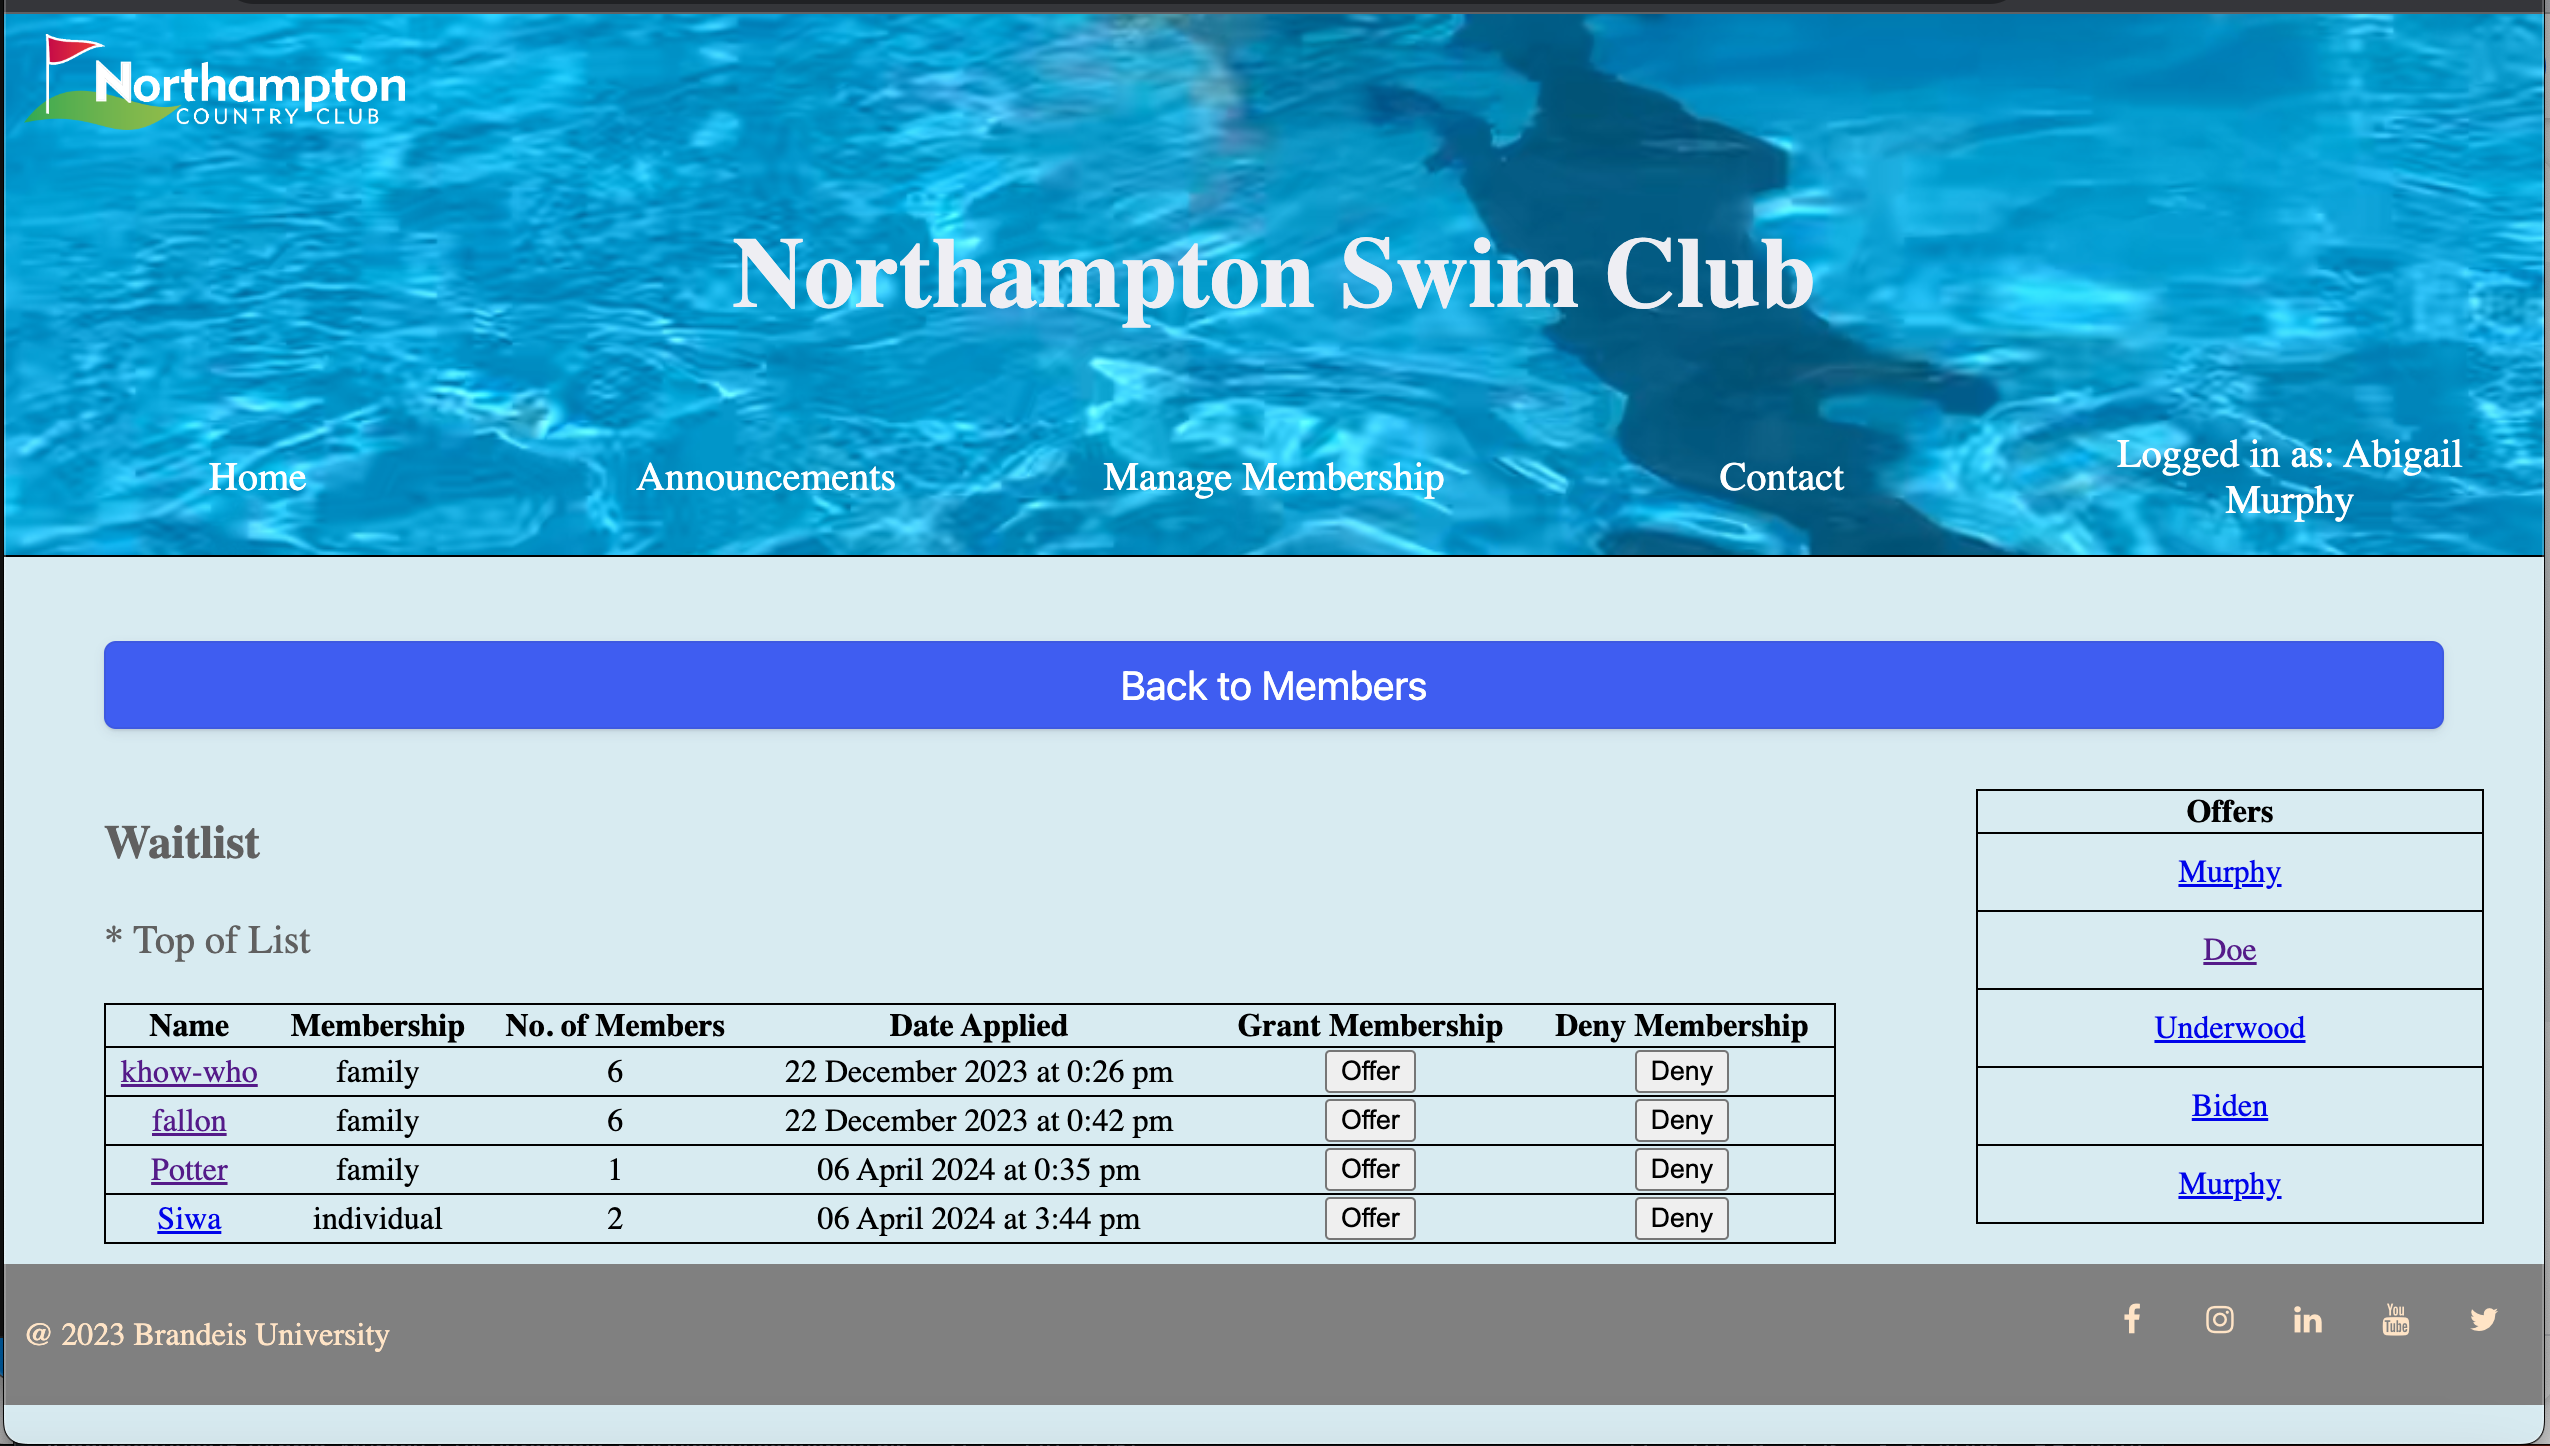 Northampton
COUNTRY CLUB
Northampton Swim Club
Home
Announcements
Manage Membership
Contact
Logged in as: Abigail
Murphy
Back to Members
Waitlist
* Top of List
Name Membership No. of Members Date Applied Grant Membership Deny Membership
khow-who family 6 22 December 2023 at 0:26 pm Offer Deny
fallon family 6 22 December 2023 at 0:42 pm Offer Deny
Potter family 1 06 April 2024 at 0:35 pm Offer Deny
Siwa individual 2 06 April 2024 at 3:44 pm Offer Deny
Offers
Murphy
Doe
Underwood
Biden
Murphy
@ 2023 Brandeis University
You
Tube